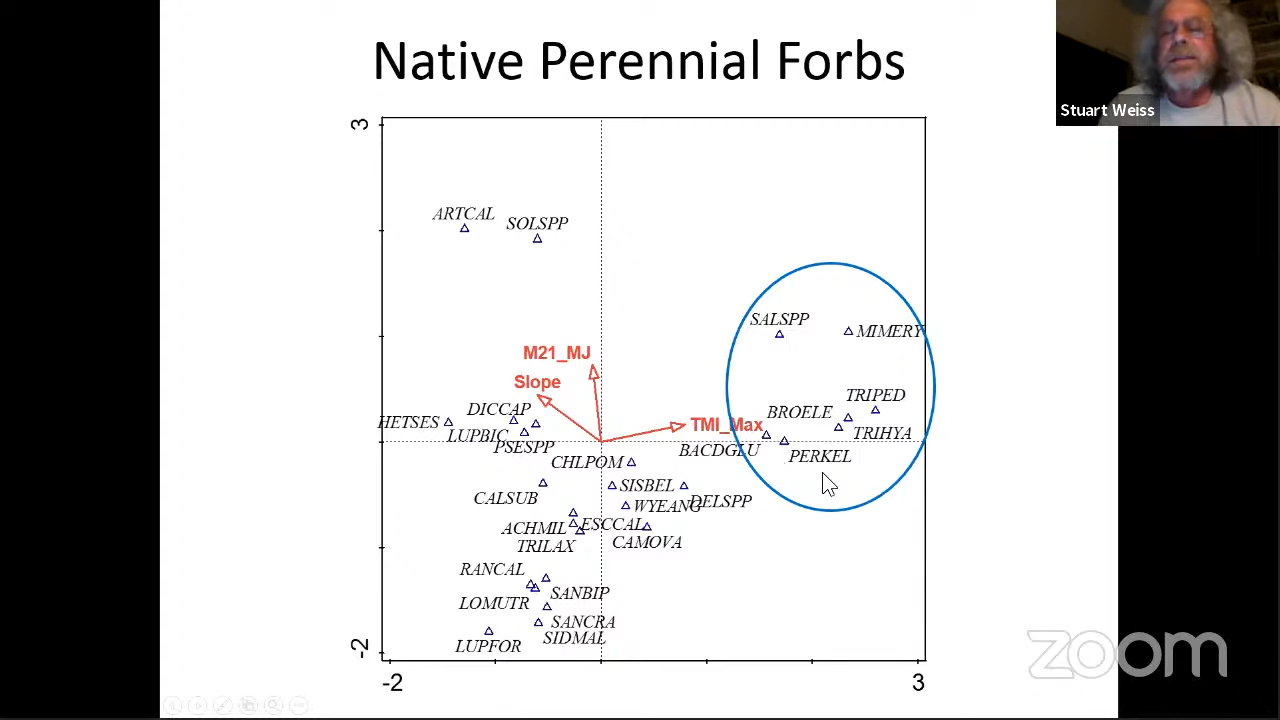 Native Perennial Forbs
Stuart Weiss
3
ARTCAL
SOLSPP
SALSPP
MIMERY
M21_MJ
Slope
TRIPED
DICCAP
BROELE
HETSES
TMI_Max
LUPBIC
TRIHYA
PSESPP
BACDGLU
PERKEL
CHLPOM
SISBEL
CALSUB
DELSPP
WYEANG
ACHMIL
ESCCAL
TRILAX
CAMOVA
RANCAL
SANBIP
LOMUTR
SANCRA
SIDMAL
LUPFOR
-2
-2
3
zoom